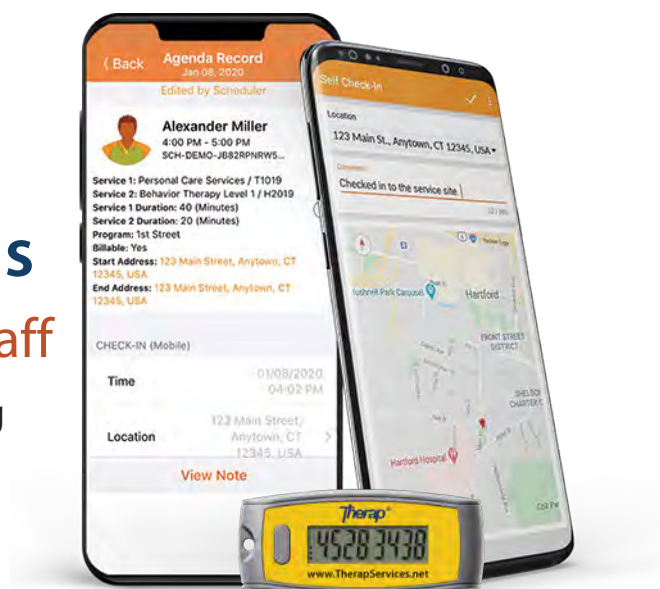 s
aff
g
( Back
Agenda Record
Jan 08, 2020
Edited by Scheduler
Alexander Miller
4:00 PM - 5:00 PM
SCH-DEMO-JB82RPNRW5...
Service 1: Personal Care Services / T1019
Service 2: Behavior Therapy Level 1 / H2019
Service 1 Duration: 40 (Minutes)
Service 2 Duration: 20 (Minutes)
Program: 1st Street
Billable: Yes
Start Address: 123 Main Street, Anytown, CT
12345, USA
End Address: 123 Main Street, Anytown, CT
12345, USA
CHECK-IN (Mobile)
Time
01/08/2020
04:02 PM
Location
123 Main Street,
Anytown, CT
12345, USA
View Note
Self Check-In
Location
123 Main St., Anytown, CT 12345, USA
Comment
Checked in to the service site.
Bushnell Park Carousel
Hartford
FRONT STREET
DISTRICT
SHELDON
CHARTER
Hartford Hospital
Therap
45283438
www.TherapServices.net